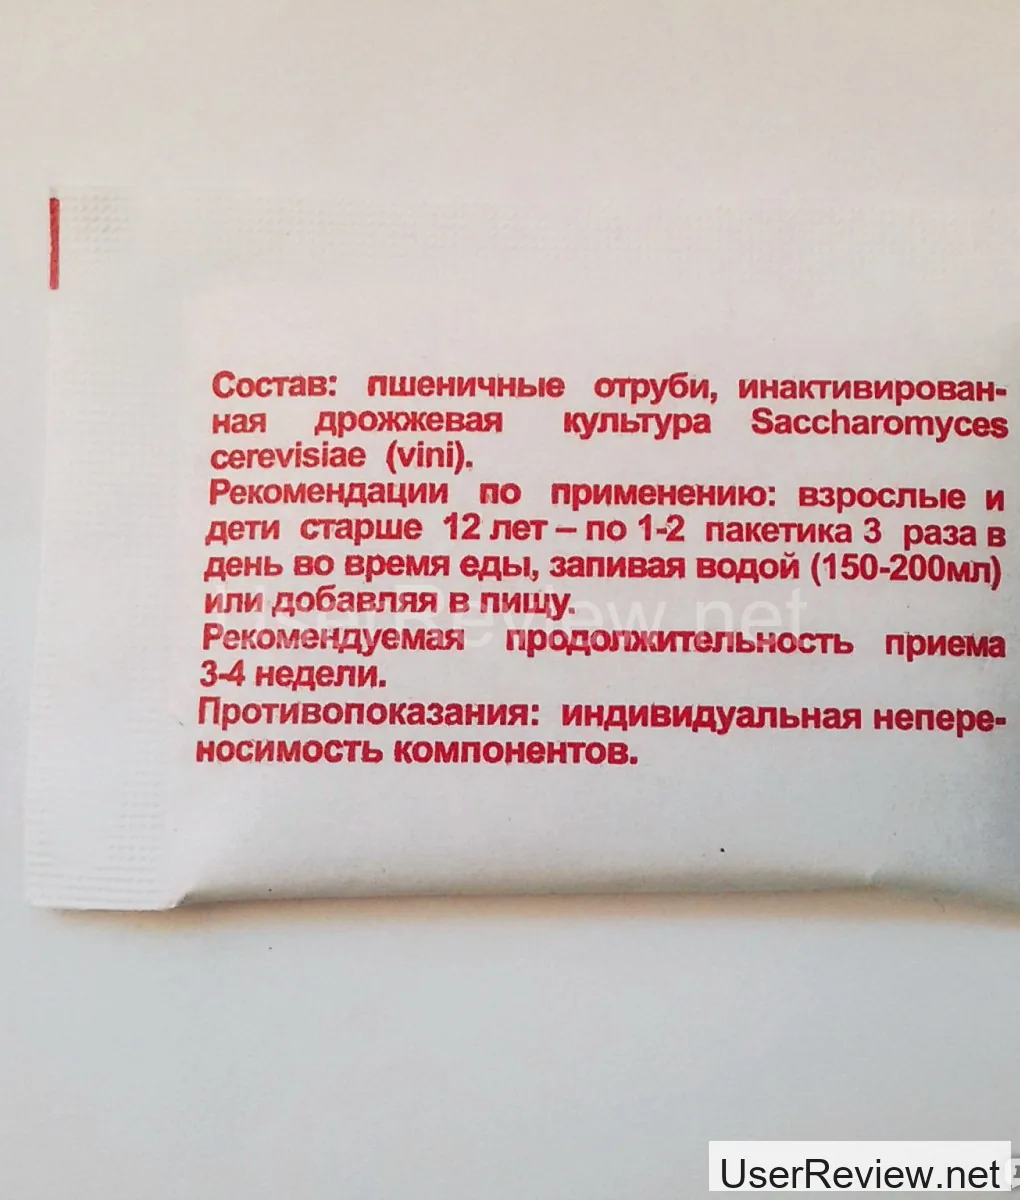 Состав: пшеничные отруби, инактивирован-
ная дрожжевая культура Saccharomyces
cerevisiae (vini).
Рекомендации по применению: взрослые и
дети старше 12 лет – по 1-2 пакетика 3 раза в
день во время еды, запивая водой (150-200мл)
или добавляя в пищу.
UserReview.net
Рекомендуемая продолжительность приема
3-4 недели.
Противопоказания: индивидуальная непере-
носимость компонентов.
UserReview.net